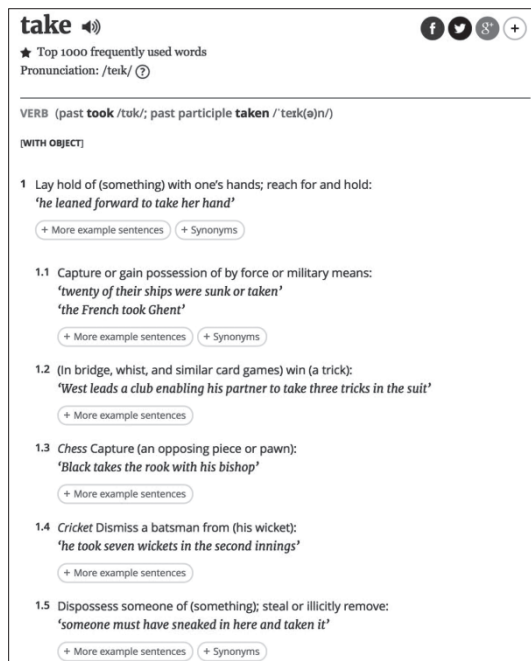 take
★ Top 1000 frequently used words
Pronunciation: /teɪk/ ?
VERB (past took /tʊk/; past participle taken /ˈteɪk(ə)n/)
[WITH OBJECT]
1 Lay hold of (something) with one’s hands; reach for and hold:
‘he leaned forward to take her hand’
+ More example sentences + Synonyms
1.1 Capture or gain possession of by force or military means:
‘twenty of their ships were sunk or taken’
‘the French took Ghent’
+ More example sentences + Synonyms
1.2 (In bridge, whist, and similar card games) win (a trick):
‘West leads a club enabling his partner to take three tricks in the suit’
+ More example sentences
1.3 Chess Capture (an opposing piece or pawn):
‘Black takes the rook with his bishop’
+ More example sentences
1.4 Cricket Dismiss a batsman from (his wicket):
‘he took seven wickets in the second innings’
+ More example sentences
1.5 Dispossess someone of (something); steal or illicitly remove:
‘someone must have sneaked in here and taken it’
+ More example sentences + Synonyms